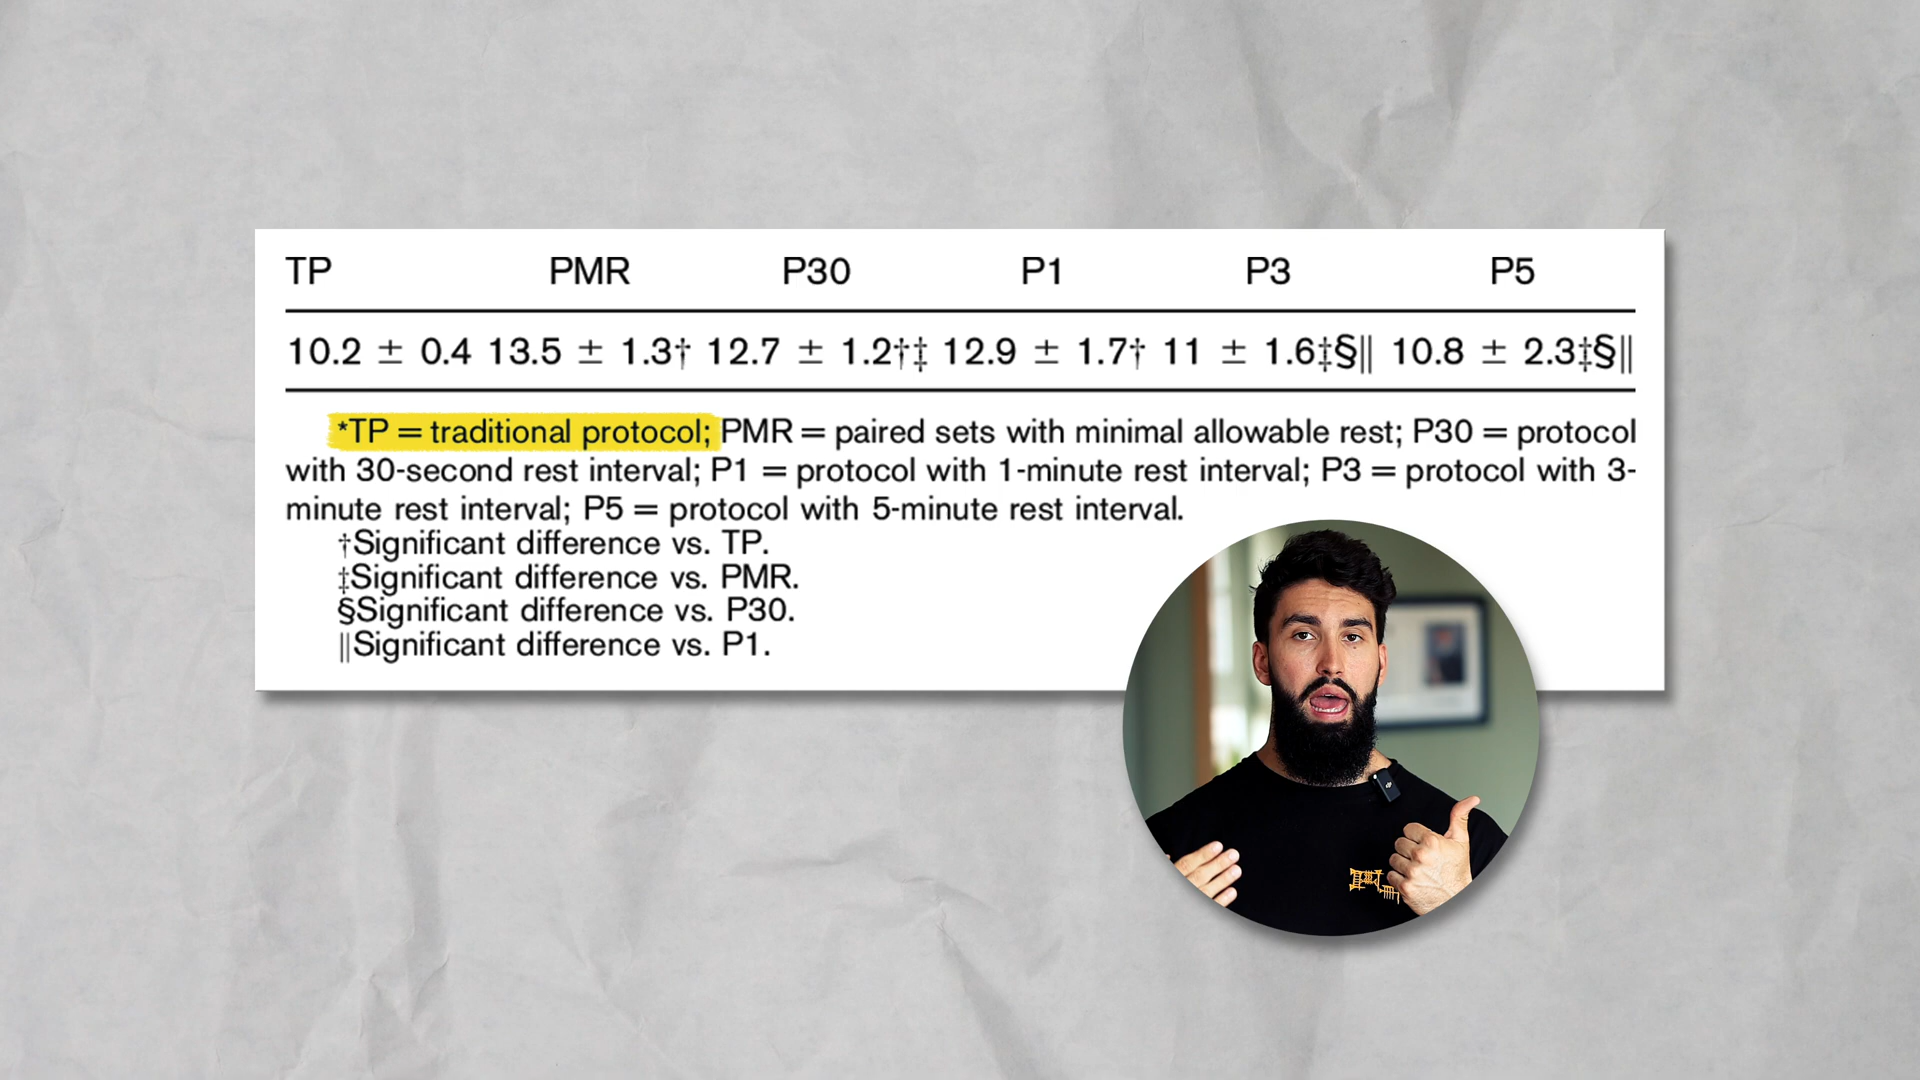 TP PMR P30 P1 P3 P5
10.2 ± 0.4 13.5 ± 1.3† 12.7 ± 1.2†‡ 12.9 ± 1.7† 11 ± 1.6‡§|| 10.8 ± 2.3‡§||
*TP = traditional protocol; PMR = paired sets with minimal allowable rest; P30 = protocol
with 30-second rest interval; P1 = protocol with 1-minute rest interval; P3 = protocol with 3-
minute rest interval; P5 = protocol with 5-minute rest interval.
†Significant difference vs. TP.
‡Significant difference vs. PMR.
§Significant difference vs. P30.
||Significant difference vs. P1.